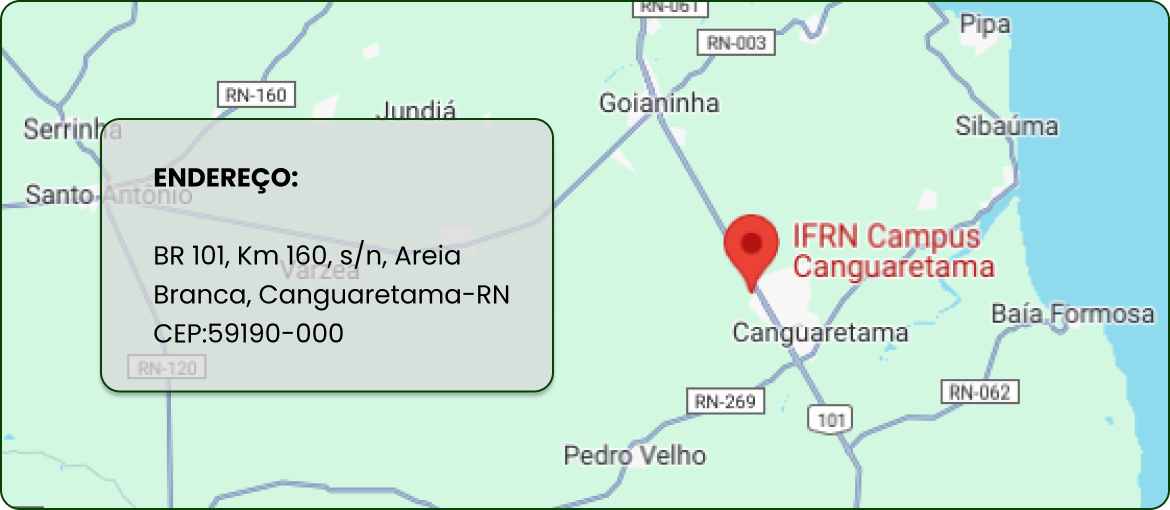 RN-061
Pipa
RN-003
RN-160
Goianinha
Jundiá
Serrinha
Sibaúma
ENDEREÇO:
Santo Antônio
IFRN Campus
Canguaretama
BR 101, Km 160, s/n, Areia
Várzea
Branca, Canguaretama-RN
CEP:59190-000
Baía Formosa
Canguaretama
RN-120
RN-062
RN-269
101
Pedro Velho